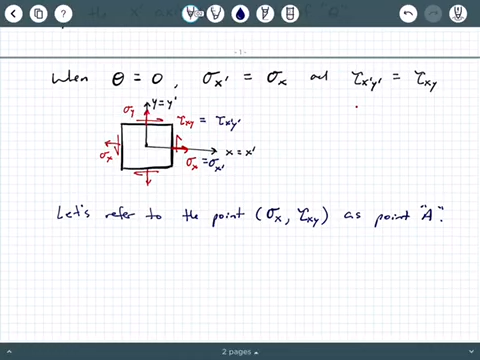 - 1 -
When θ = 0, σx' = σx and τx'y' = τxy
σy
y = y'
τxy = τx'y'
σx
x = x'
σx = σx'
Let's refer to the point (σx, τxy) as point "A".
2 pages